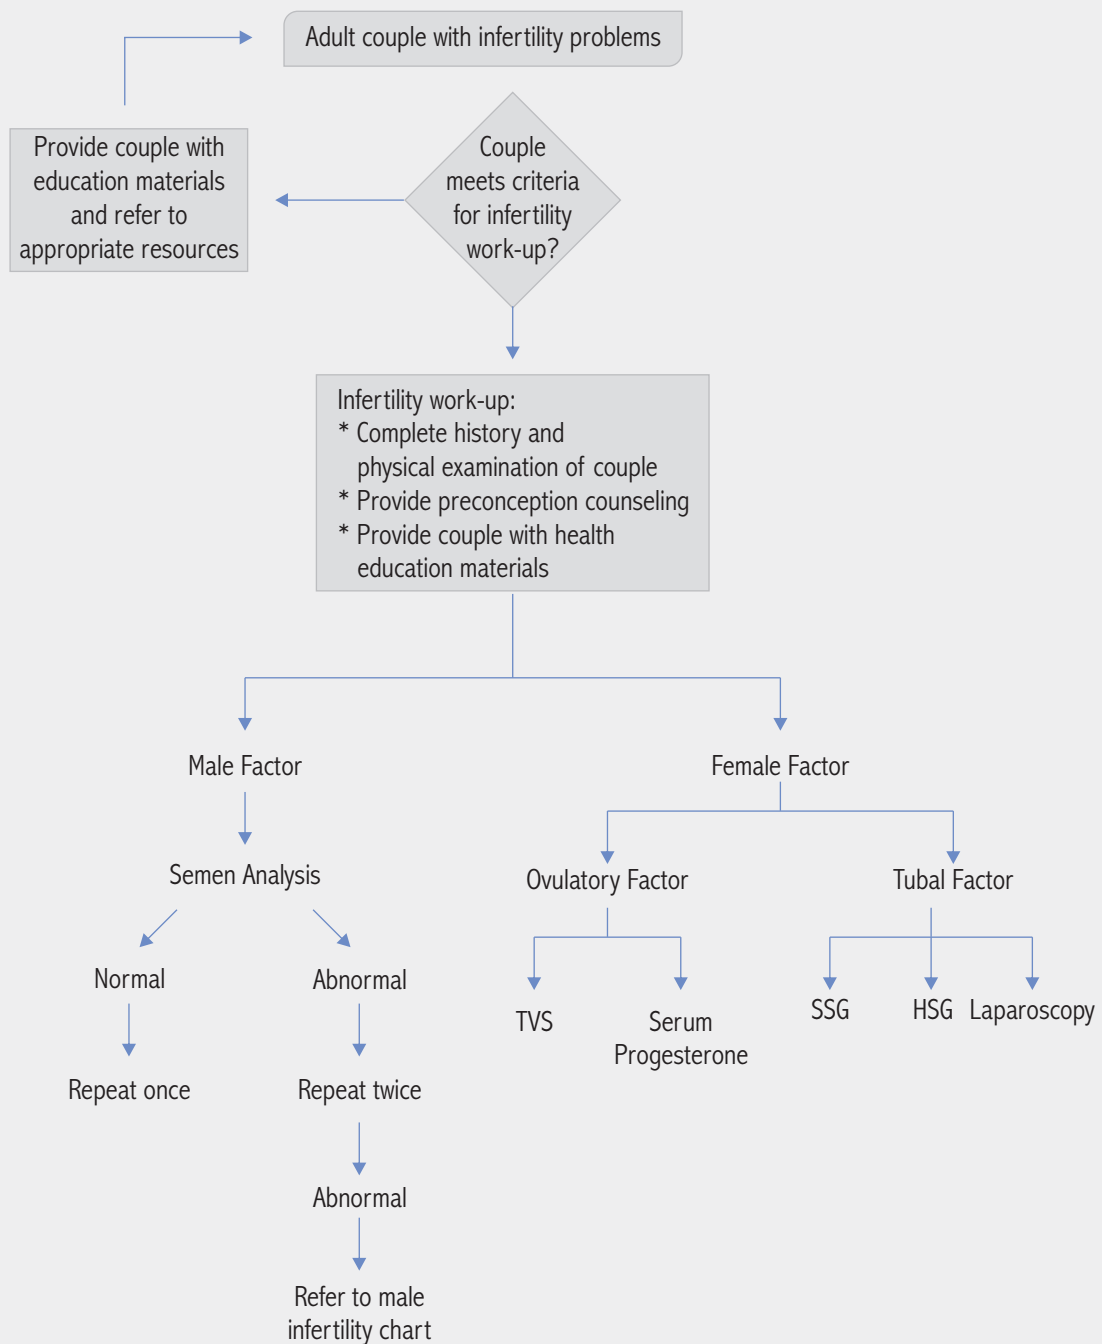 Adult couple with infertility problems
Provide couple with
education materials
and refer to
appropriate resources
Couple
meets criteria
for infertility
work-up?
Infertility work-up:
* Complete history and
physical examination of couple
* Provide preconception counseling
* Provide couple with health
education materials
Male Factor
Female Factor
Semen Analysis
Ovulatory Factor
Tubal Factor
Normal
Abnormal
TVS
Serum
Progesterone
SSG
HSG
Laparoscopy
Repeat once
Repeat twice
Abnormal
Refer to male
infertility chart